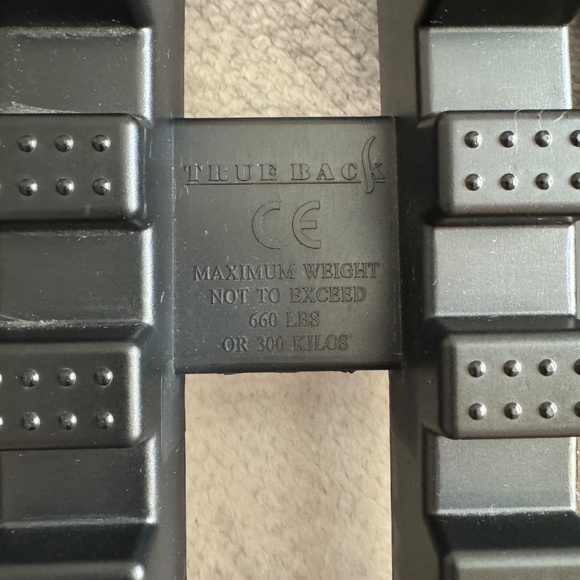 TRUE BACK
CE
MAXIMUM WEIGHT
NOT TO EXCEED
660 LBS
OR 300 KILOS